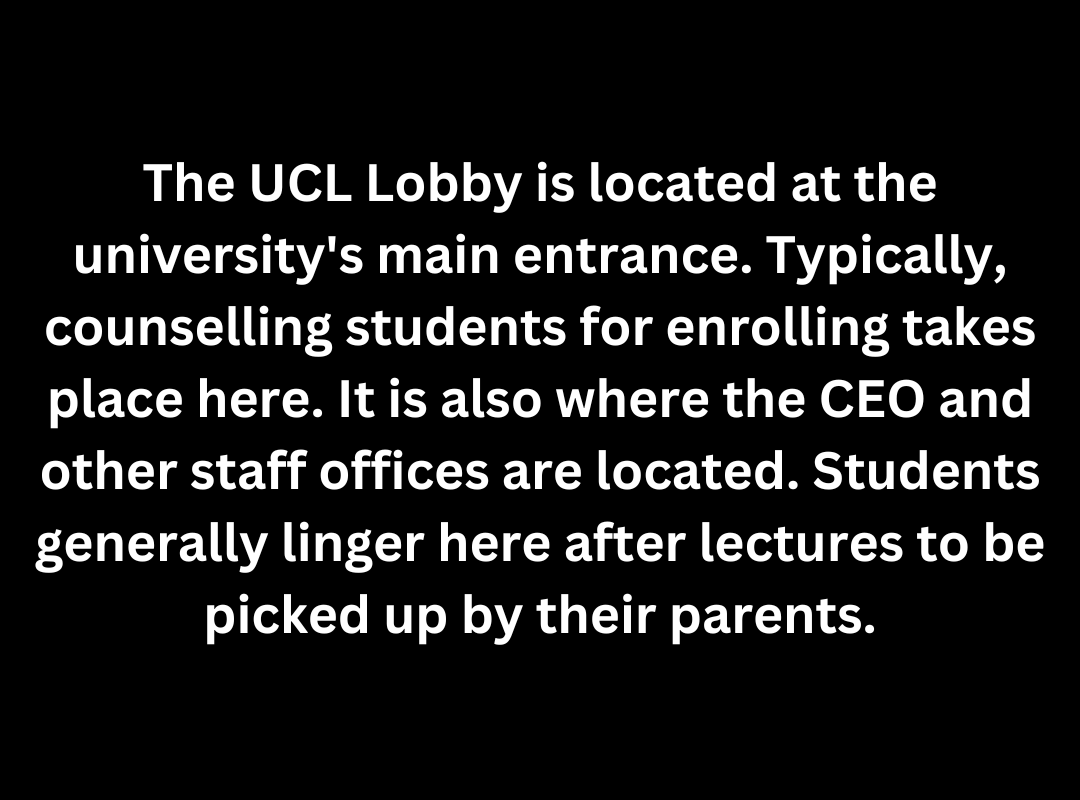 The UCL Lobby is located at the
university's main entrance. Typically,
counselling students for enrolling takes
place here. It is also where the CEO and
other staff offices are located. Students
generally linger here after lectures to be
picked up by their parents.